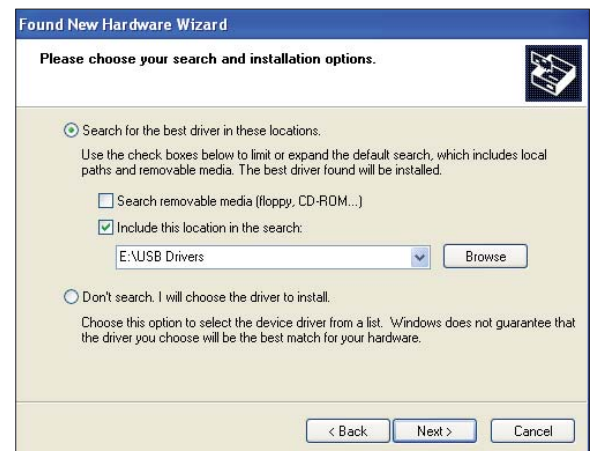 Found New Hardware Wizard
Please choose your search and installation options.
Search for the best driver in these locations.
Use the check boxes below to limit or expand the default search, which includes local
paths and removable media. The best driver found will be installed.
Search removable media (floppy, CD-ROM...)
Include this location in the search:
E:\USB Drivers
Browse
Don't search. I will choose the driver to install.
Choose this option to select the device driver from a list. Windows does not guarantee that
the driver you choose will be the best match for your hardware.
< Back Next > Cancel